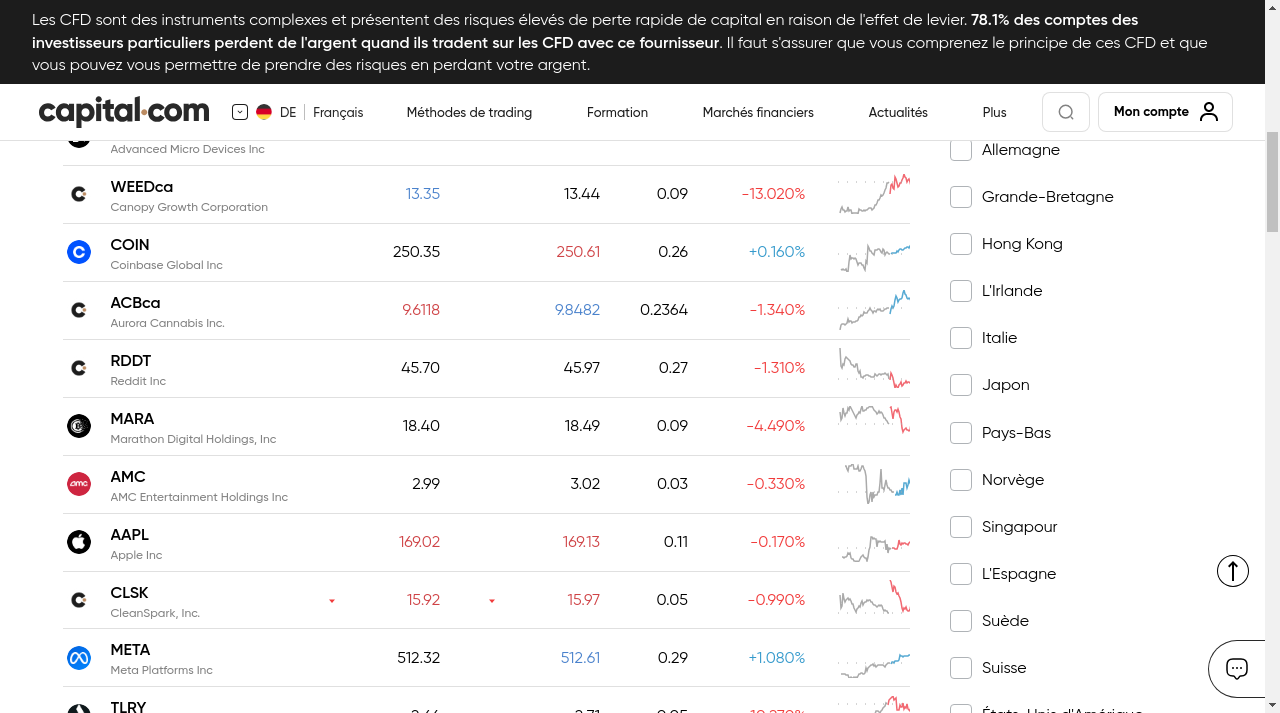 Les CFD sont des instruments complexes et présentent des risques élevés de perte rapide de capital en raison de l'effet de levier. 78.1% des comptes des
investisseurs particuliers perdent de l'argent quand ils tradent sur les CFD avec ce fournisseur. Il faut s'assurer que vous comprenez le principe de ces CFD et que
vous pouvez vous permettre de prendre des risques en perdant votre argent.
capital.com DE Français Méthodes de trading Formation Marchés financiers Actualités Plus Mon compte
Advanced Micro Devices Inc
Allemagne
WEEDca 13.35 13.44 0.09 -13.020%
Canopy Growth Corporation
Grande-Bretagne
COIN 250.35 250.61 0.26 +0.160%
Coinbase Global Inc
Hong Kong
ACBca 9.6118 9.8482 0.2364 -1.340%
Aurora Cannabis Inc.
L'Irlande
RDDT 45.70 45.97 0.27 -1.310%
Reddit Inc
Italie
Japon
MARA 18.40 18.49 0.09 -4.490%
Marathon Digital Holdings, Inc
Pays-Bas
AMC 2.99 3.02 0.03 -0.330%
AMC Entertainment Holdings Inc
Norvège
AAPL 169.02 169.13 0.11 -0.170%
Apple Inc
Singapour
CLSK 15.92 15.97 0.05 -0.990%
CleanSpark, Inc.
L'Espagne
Suède
META 512.32 512.61 0.29 +1.080%
Meta Platforms Inc
Suisse
TLRY